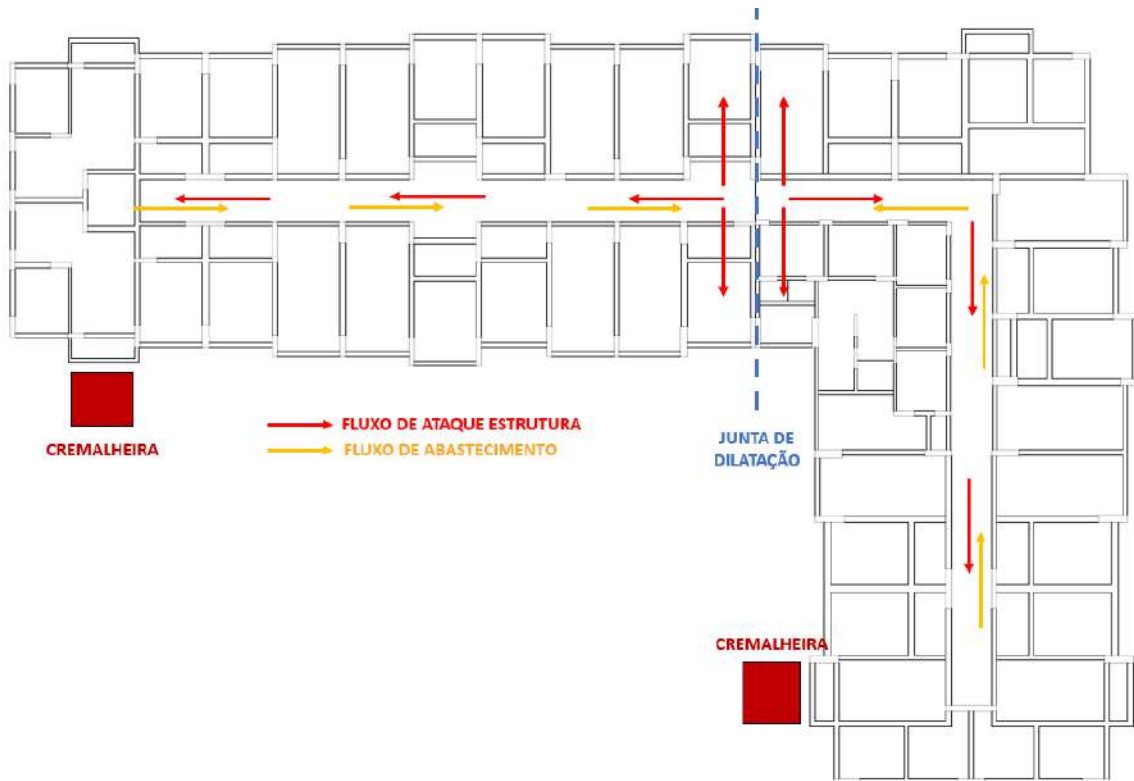 CREMALHEIRA
FLUXO DE ATAQUE ESTRUTURA
FLUXO DE ABASTECIMENTO
JUNTA DE
DILATAÇÃO
CREMALHEIRA